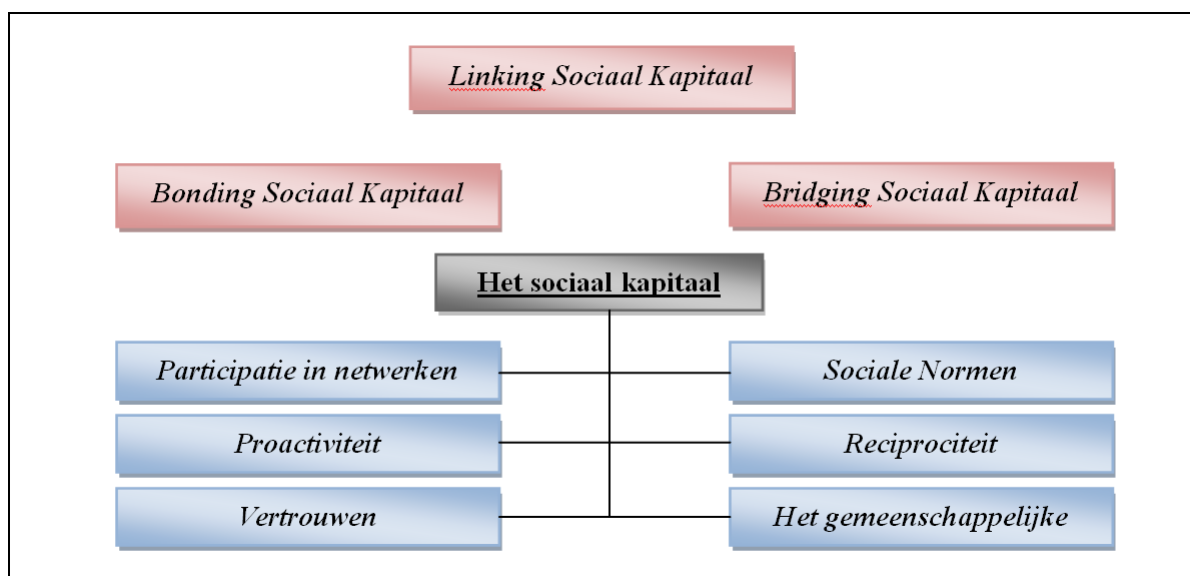 Linking Sociaal Kapitaal
Bonding Sociaal Kapitaal
Bridging Sociaal Kapitaal
Het sociaal kapitaal
Participatie in netwerken
Sociale Normen
Proactiviteit
Reciprociteit
Vertrouwen
Het gemeenschappelijke